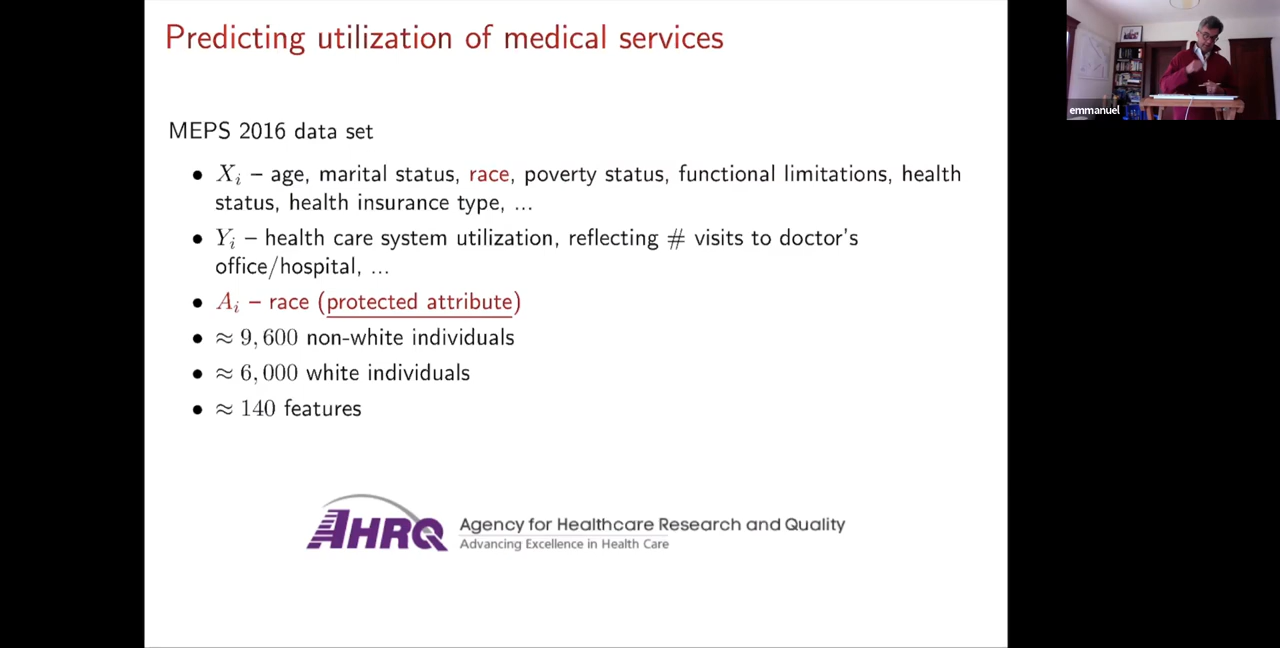 Predicting utilization of medical services
emmanuel
MEPS 2016 data set
• Xᵢ – age, marital status, race, poverty status, functional limitations, health
status, health insurance type, ...
• Yᵢ – health care system utilization, reflecting # visits to doctor's
office/hospital, ...
• Aᵢ – race (protected attribute)
• ≈ 9, 600 non-white individuals
• ≈ 6, 000 white individuals
• ≈ 140 features
AHRQ
Agency for Healthcare Research and Quality
Advancing Excellence in Health Care